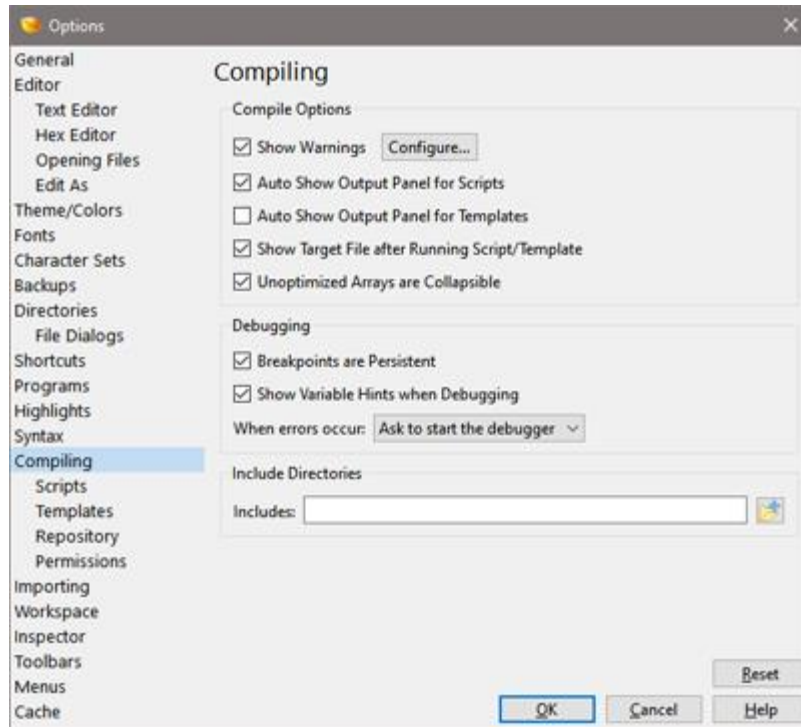 Options
General
Editor
Text Editor
Hex Editor
Opening Files
Edit As
Theme/Colors
Fonts
Character Sets
Backups
Directories
File Dialogs
Shortcuts
Programs
Highlights
Syntax
Compiling
Scripts
Templates
Repository
Permissions
Importing
Workspace
Inspector
Toolbars
Menus
Cache
Compiling
Compile Options
Show Warnings Configure...
Auto Show Output Panel for Scripts
Auto Show Output Panel for Templates
Show Target File after Running Script/Template
Unoptimized Arrays are Collapsible
Debugging
Breakpoints are Persistent
Show Variable Hints when Debugging
When errors occur: Ask to start the debugger
Include Directories
Includes:
Reset
OK Cancel Help